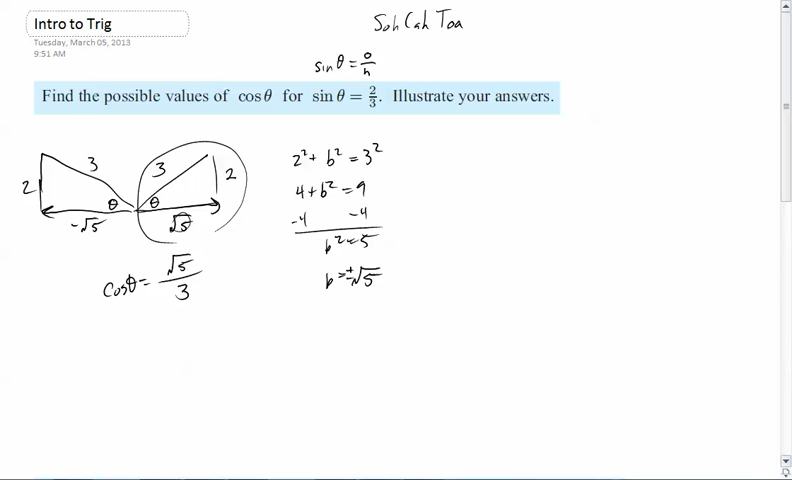 Intro to Trig
Soh Cah Toa
Tuesday, March 05, 2013
9:51 AM
sin θ = o/h
Find the possible values of cos θ for sin θ = 2/3. Illustrate your answers.
2 3 θ -√5
3 θ 2 √5
2² + b² = 3²
4 + b² = 9
-4 -4
b² = 5
b = ±√5
cos θ = √5/3